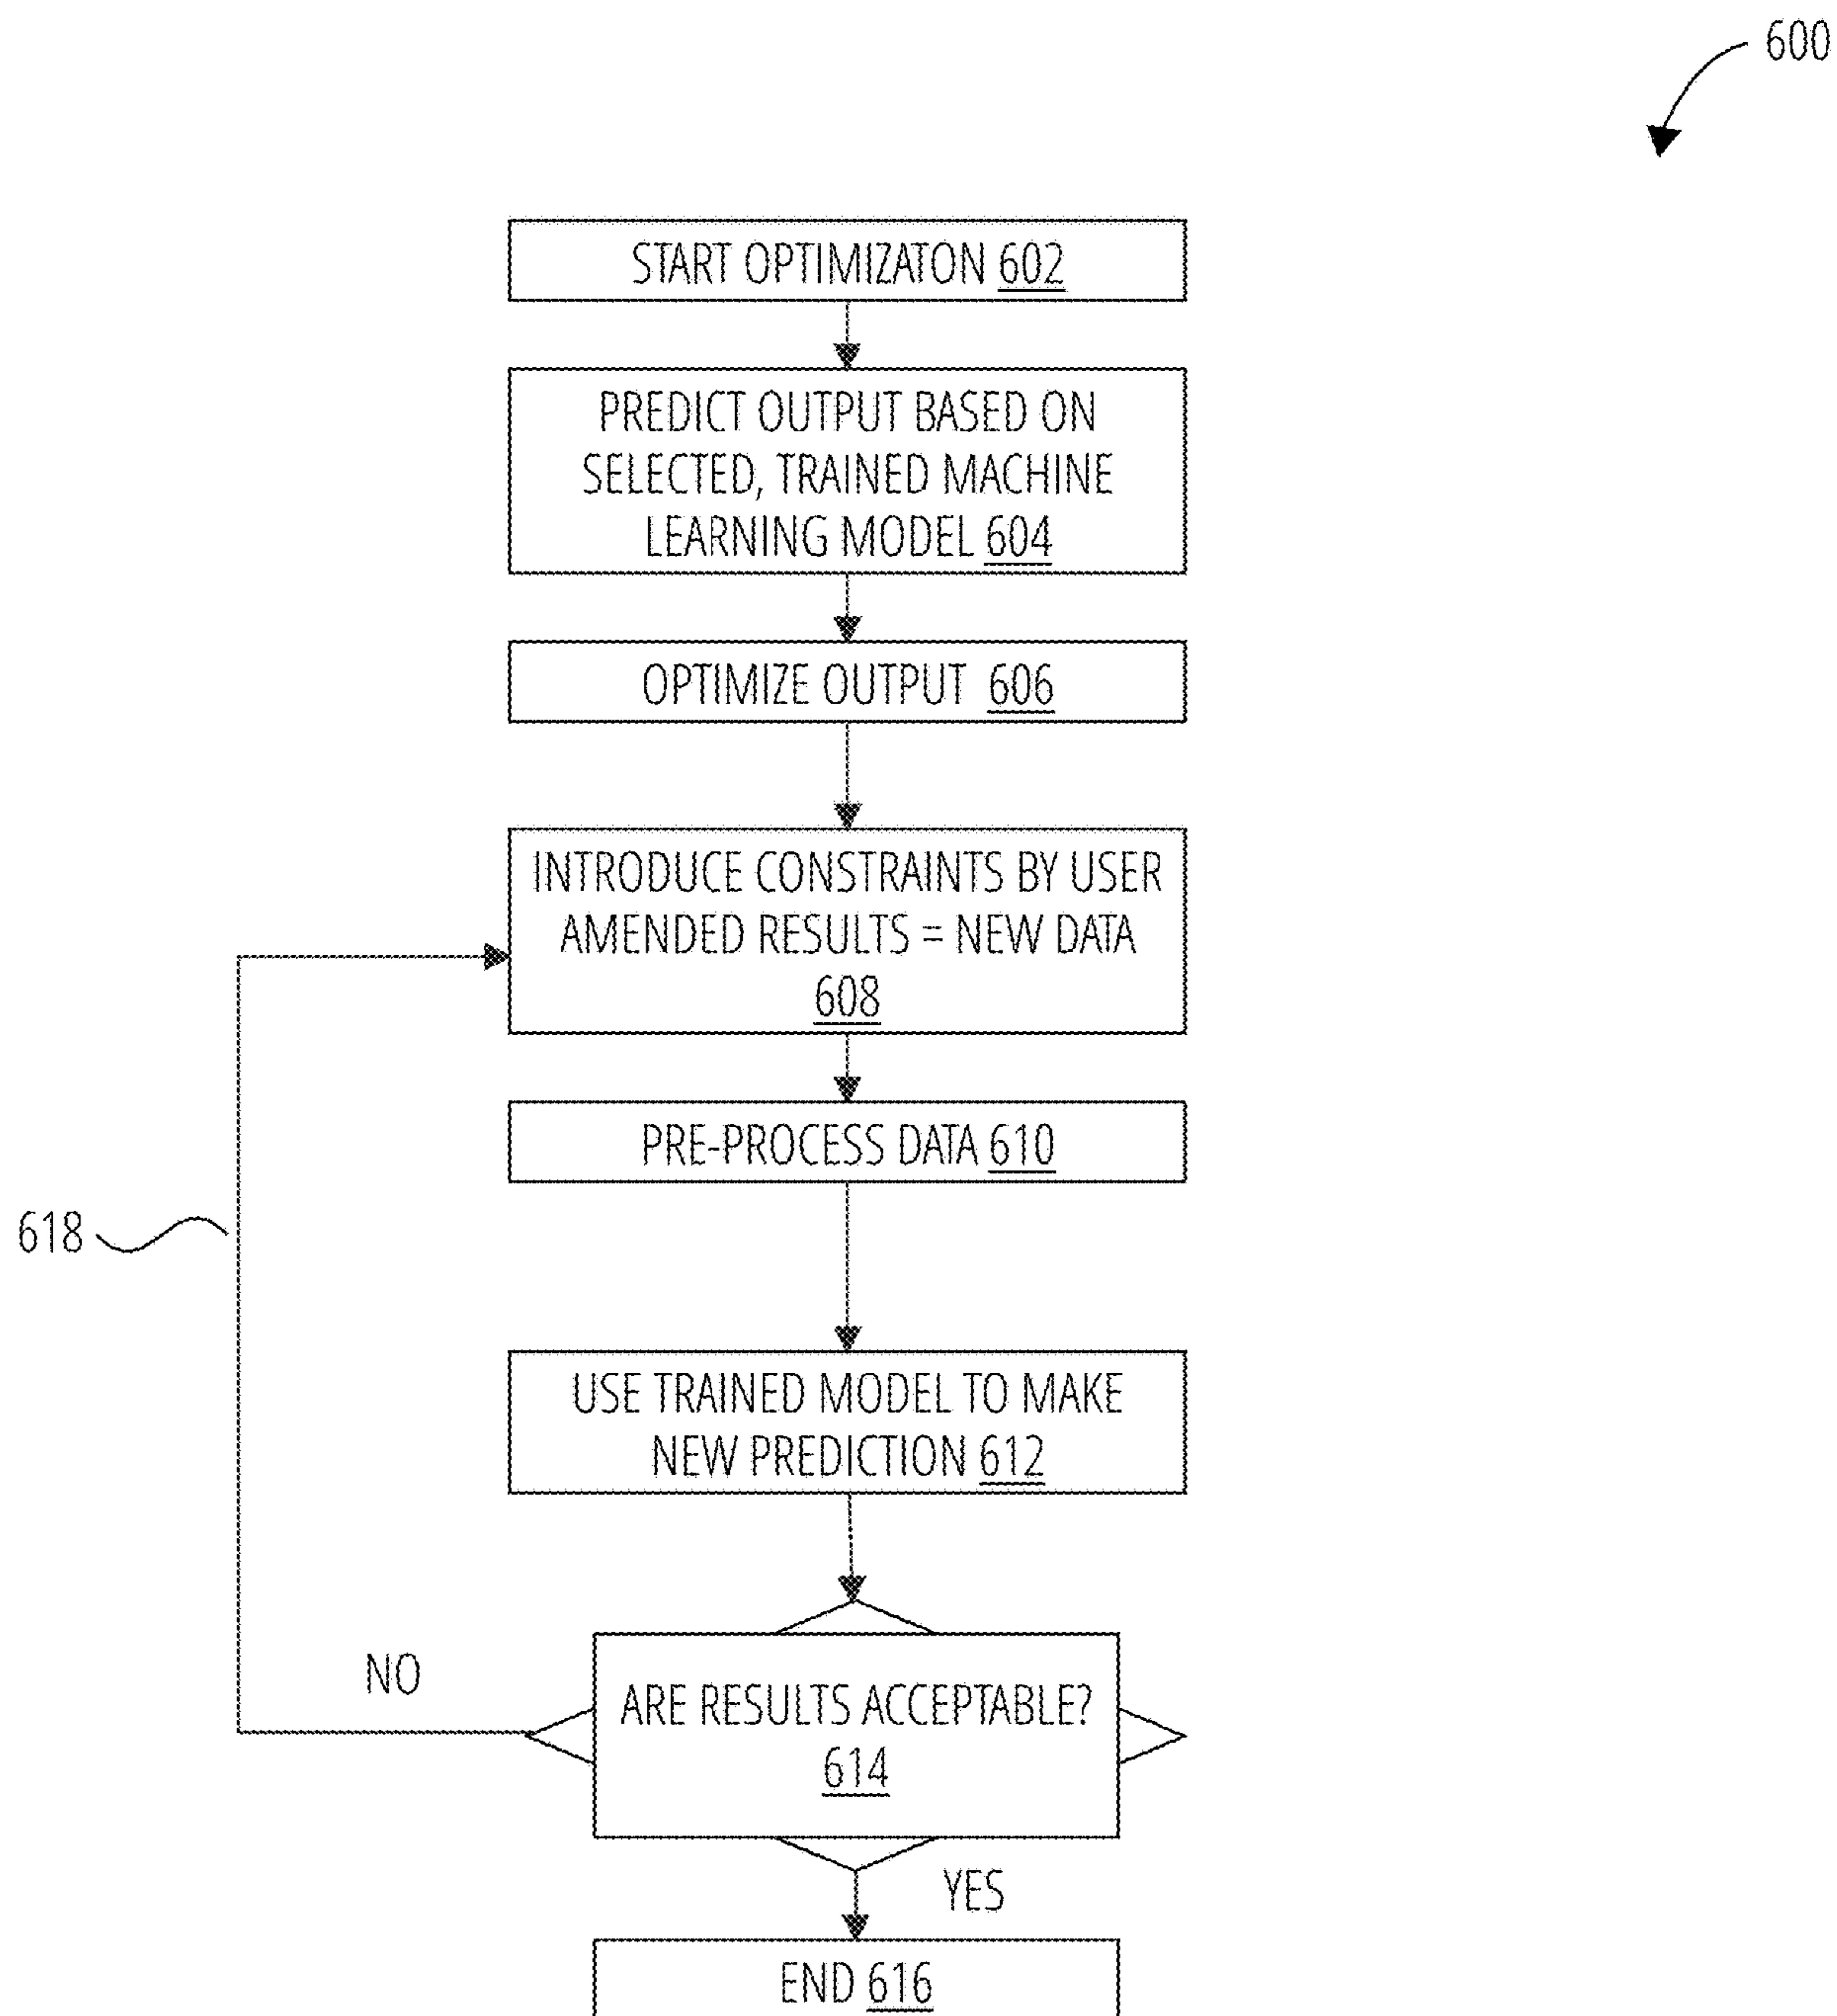 600
START OPTIMIZATON 602
PREDICT OUTPUT BASED ON
SELECTED, TRAINED MACHINE
LEARNING MODEL 604
OPTIMIZE OUTPUT 606
INTRODUCE CONSTRAINTS BY USER
AMENDED RESULTS = NEW DATA
608
PRE-PROCESS DATA 610
618
USE TRAINED MODEL TO MAKE
NEW PREDICTION 612
NO
ARE RESULTS ACCEPTABLE?
614
YES
END 616